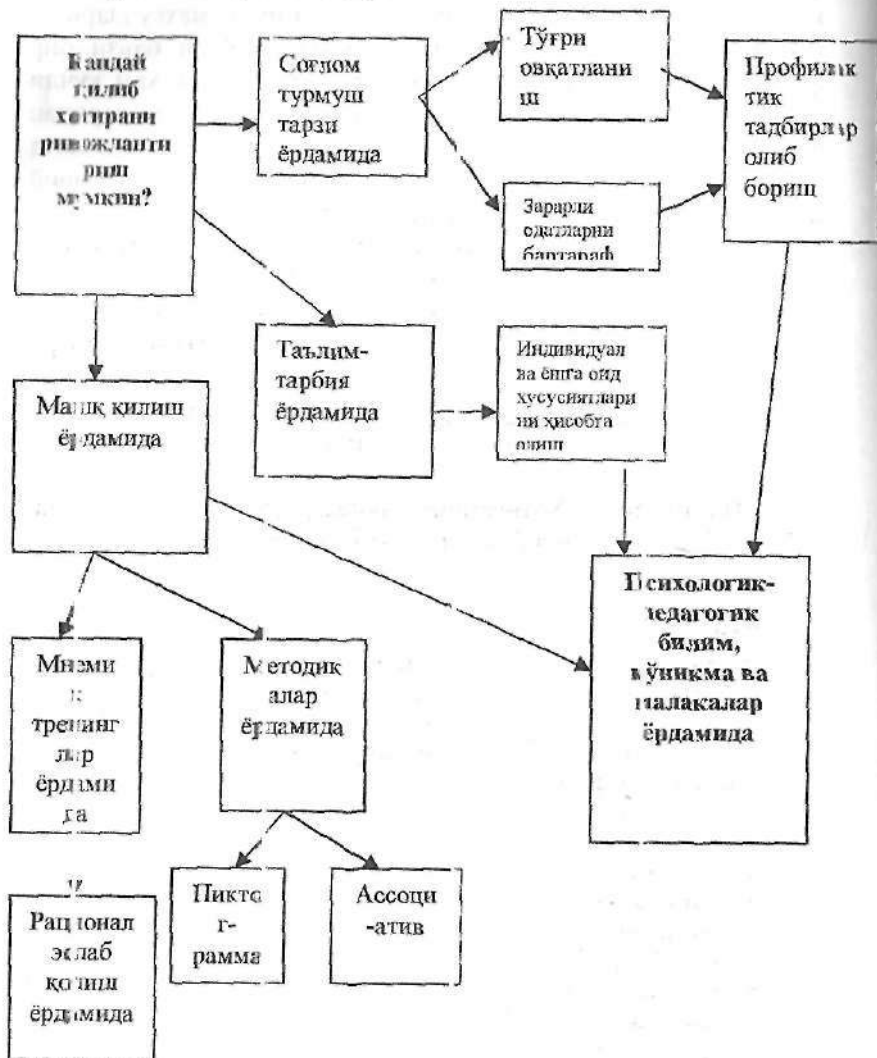 Қандай
қилиб
хотирани
ривожланти
риш
мумкин?
Соғлом
турмуш
тарзи
ёрдамида
Тўғри
овқатлани
ш
Профилак
тик
тадбирлар
олиб
бориш
Зарарли
одатларни
бартараф
Машқ қилиш
ёрдамида
Таълим-
тарбия
ёрдамида
Индивидуал
ва ёшга оид
хусусиятлари
ни ҳисобга
олиш
Психологик-
педагогик
билим,
кўникма ва
малакалар
ёрдамида
Мнеми
к
тренинг
лар
ёрдами
да
Методик
алар
ёрдамида
Пикто
г-
рамма
Ассоци
-атив
Рационал
эслаб
қолиш
ёрдамида